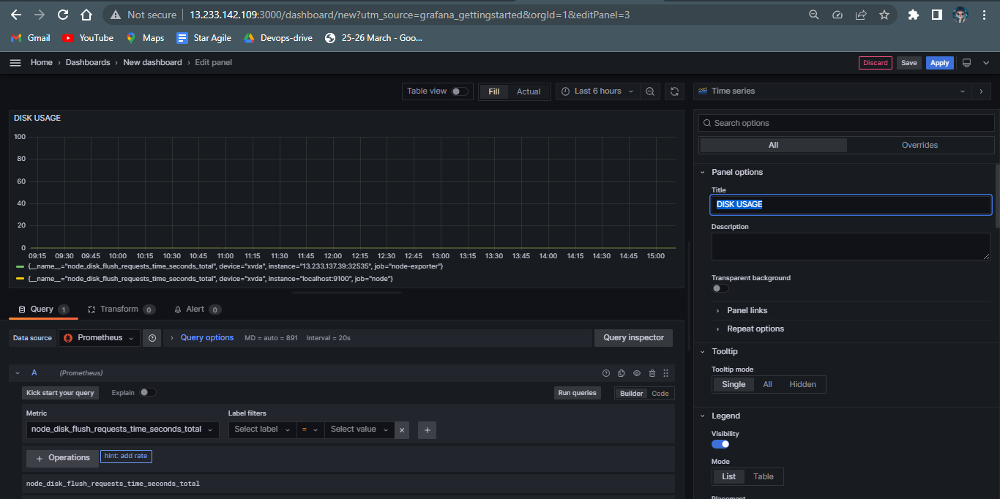 Not secure 13.233.142.109:3000/dashboard/new?utm_source=grafana_gettingstarted&orgId=1&editPanel=3
Gmail YouTube Maps Star Agile Devops-drive 25-26 March - Goo...
Home › Dashboards › New dashboard › Edit panel Discard Save Apply
Table view Fill Actual Last 6 hours Time series
DISK USAGE
100
80
60
40
20
0
09:15 09:30 09:45 10:00 10:15 10:30 10:45 11:00 11:15 11:30 11:45 12:00 12:15 12:30 12:45 13:00 13:15 13:30 13:45 14:00 14:15 14:30 14:45 15:00
{__name__="node_disk_flush_requests_time_seconds_total", device="xvda", instance="13.233.137.39:32535", job="node-exporter"}
{__name__="node_disk_flush_requests_time_seconds_total", device="xvda", instance="localhost:9100", job="node"}
Query 1 Transform 0 Alert 0
Data source Prometheus Query options MD = auto = 891 Interval = 20s Query inspector
A (Prometheus)
Kick start your query Explain Run queries Builder Code
Metric Label filters
node_disk_flush_requests_time_seconds_total Select label = Select value × +
+ Operations hint: add rate
node_disk_flush_requests_time_seconds_total
Search options
All Overrides
Panel options
Title
DISK USAGE
Description
Transparent background
Panel links
Repeat options
Tooltip
Tooltip mode
Single All Hidden
Legend
Visibility
Mode
List Table
Placement